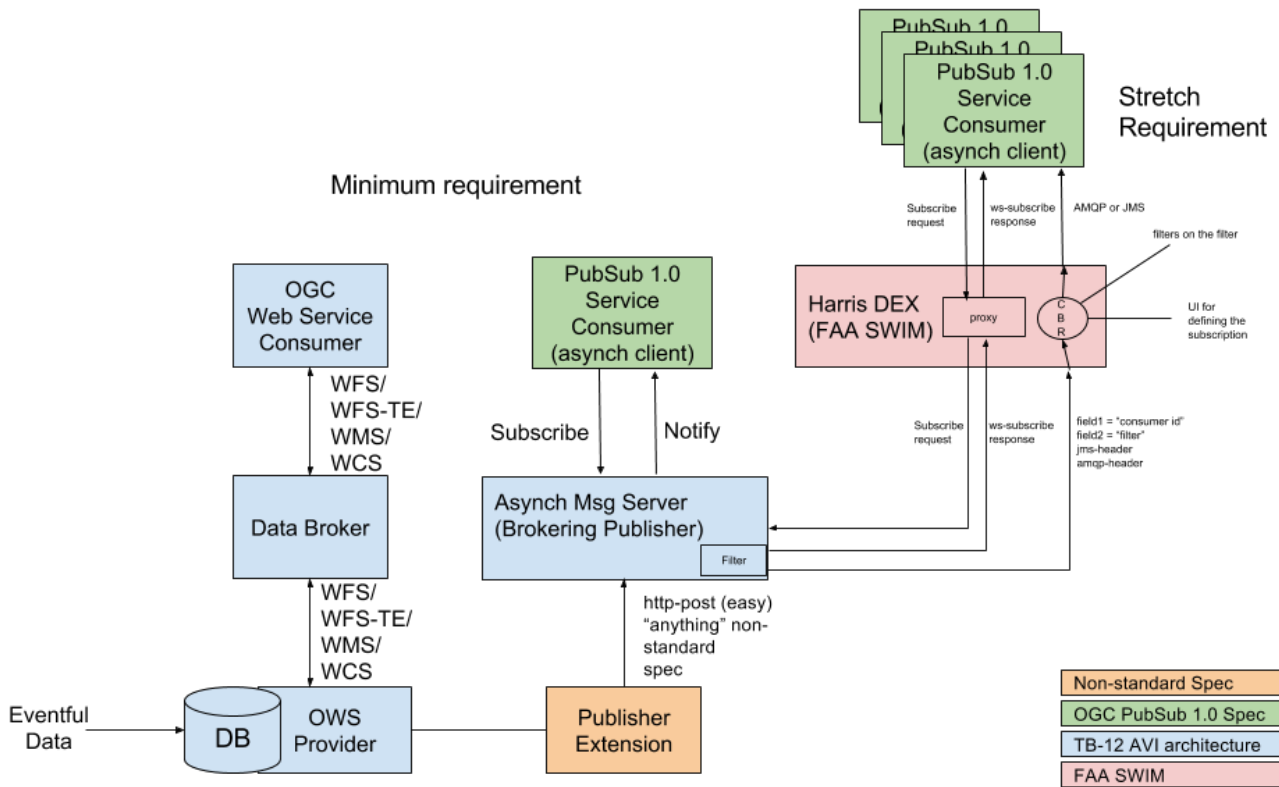 PubSub 1.0
PubSub 1.0
PubSub 1.0
Service
Consumer
(asynch client)
Stretch
Requirement
Minimum requirement
Subscribe
request
ws-subscribe
response
AMQP or JMS
filters on the filter
OGC
Web Service
Consumer
PubSub 1.0
Service
Consumer
(asynch client)
Harris DEX
(FAA SWIM)
proxy
C
B
R
UI for
defining the
subscription
WFS/
WFS-TE/
WMS/
WCS
Subscribe
Notify
Subscribe
request
ws-subscribe
response
field1 = “consumer id”
field2 = “filter”
jms-header
amqp-header
Data Broker
Asynch Msg Server
(Brokering Publisher)
Filter
WFS/
WFS-TE/
WMS/
WCS
http-post (easy)
“anything” non-
standard
spec
Eventful
Data
DB
OWS
Provider
Publisher
Extension
Non-standard Spec
OGC PubSub 1.0 Spec
TB-12 AVI architecture
FAA SWIM